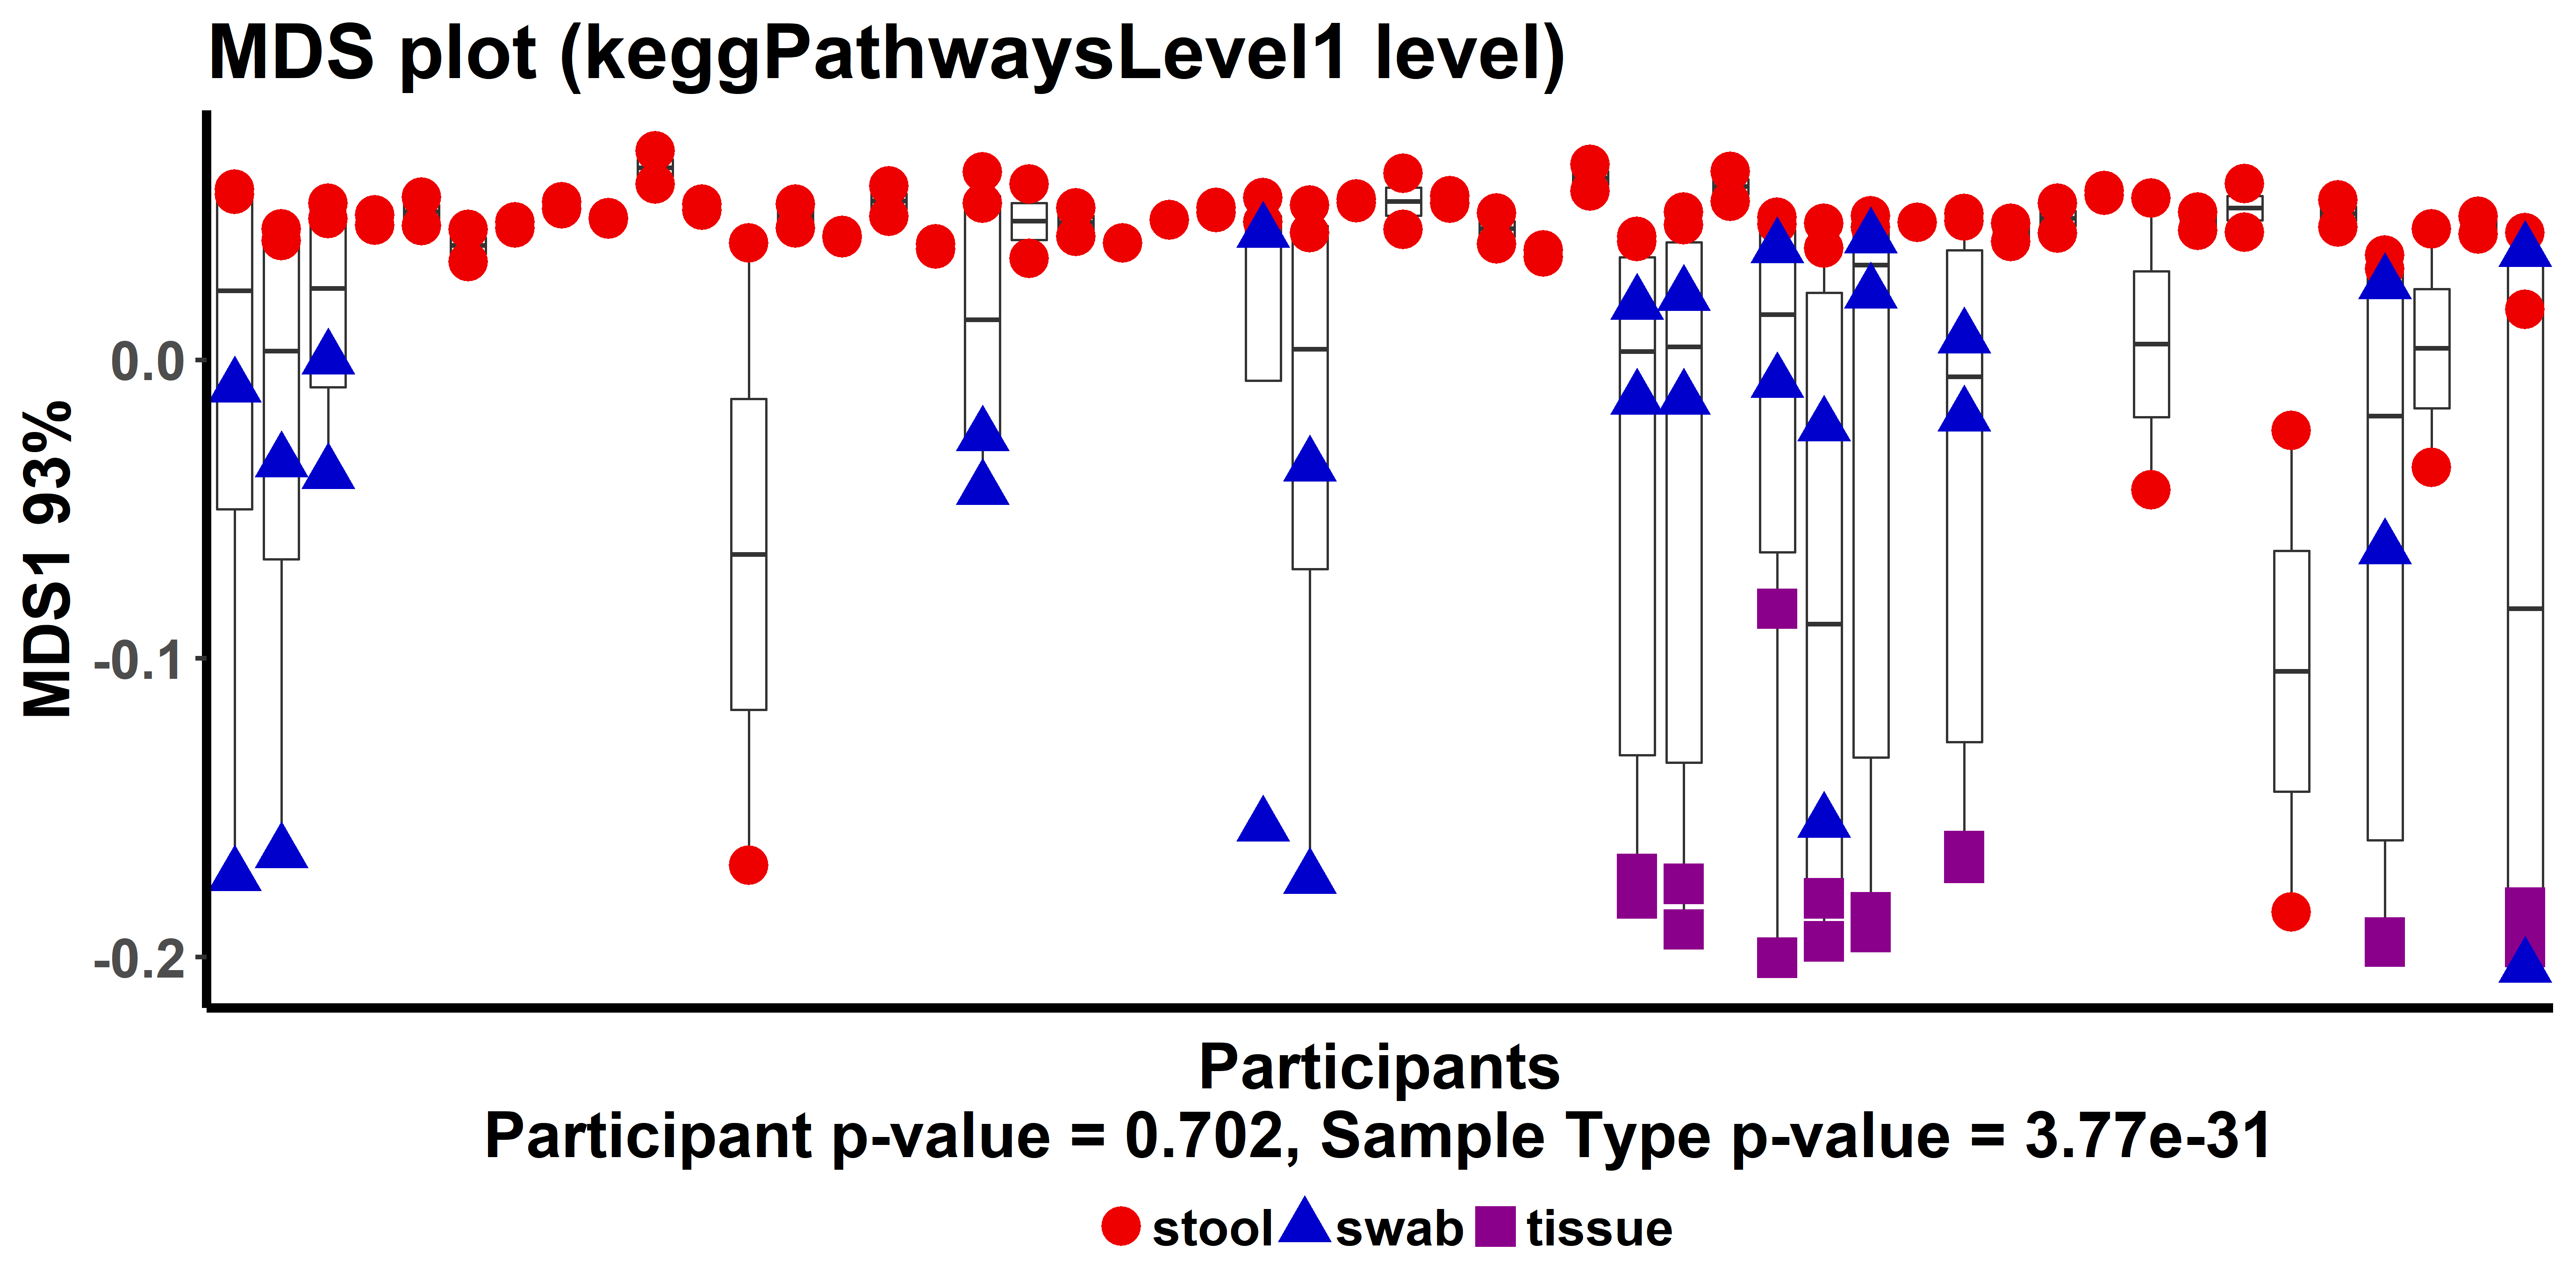 MDS plot (keggPathwaysLevel1 level)
MDS1 93%
0.0
-0.1
-0.2
Participants
Participant p-value = 0.702, Sample Type p-value = 3.77e-31
stool swab tissue